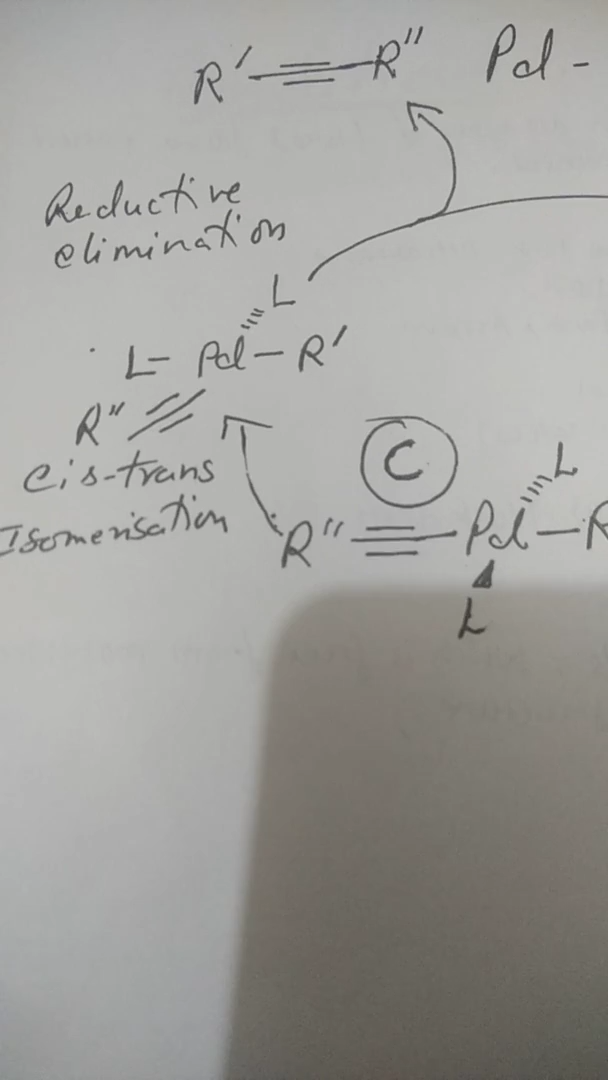 R' ≡ R'' Pd -
Reductive
elimination
L
L- Pd - R'
R''
Cis-trans
Isomerisation
C
L
R'' ≡ Pd - R
L